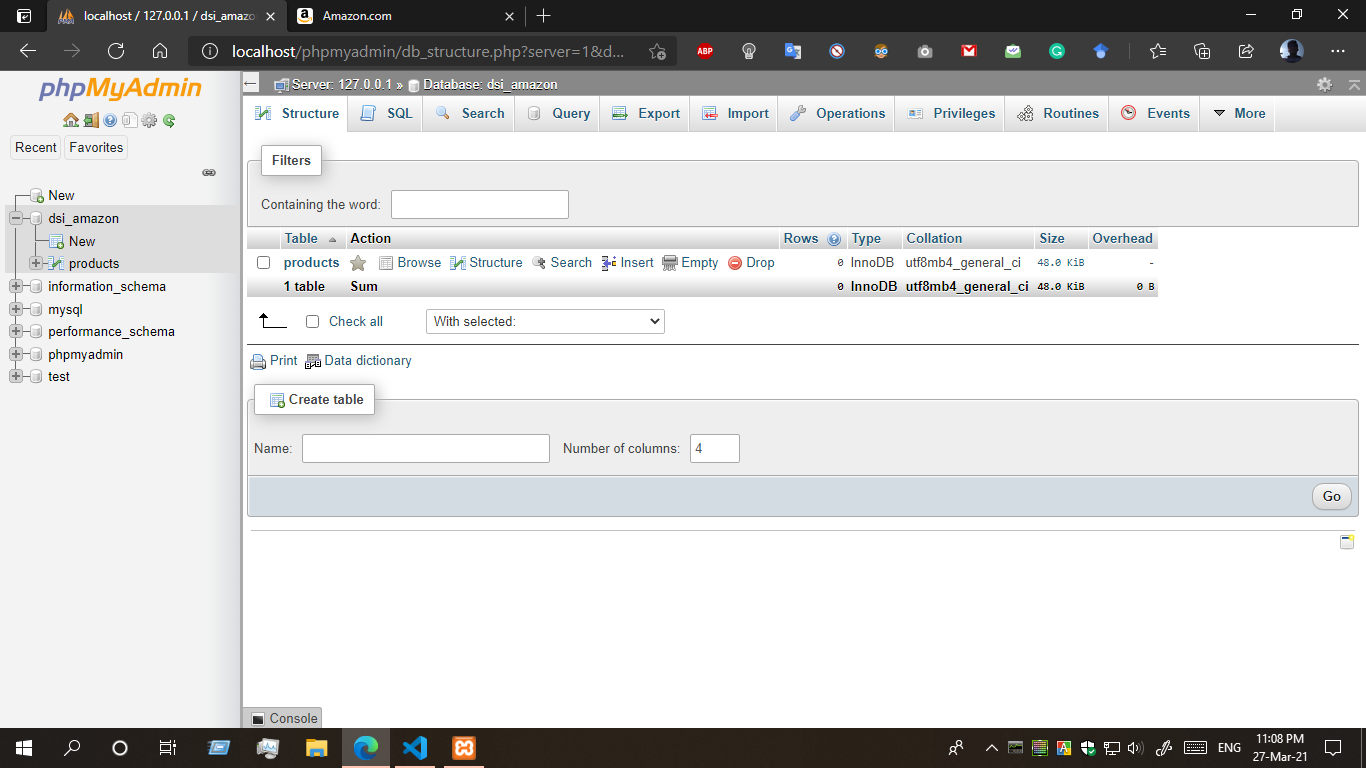 localhost / 127.0.0.1 / dsi_amazo
Amazon.com
localhost/phpmyadmin/db_structure.php?server=1&d...
ABP
phpMyAdmin
Recent
Favorites
New
dsi_amazon
New
products
information_schema
mysql
performance_schema
phpmyadmin
test
Server: 127.0.0.1 » Database: dsi_amazon
Structure SQL Search Query Export Import Operations Privileges Routines Events More
Filters
Containing the word:
Table Action Rows Type Collation Size Overhead
products Browse Structure Search Insert Empty Drop 0 InnoDB utf8mb4_general_ci 48.0 KiB -
1 table Sum 0 InnoDB utf8mb4_general_ci 48.0 KiB 0 B
Check all With selected:
Print Data dictionary
Create table
Name: Number of columns: 4
Go
Console
ENG
11:08 PM
27-Mar-21